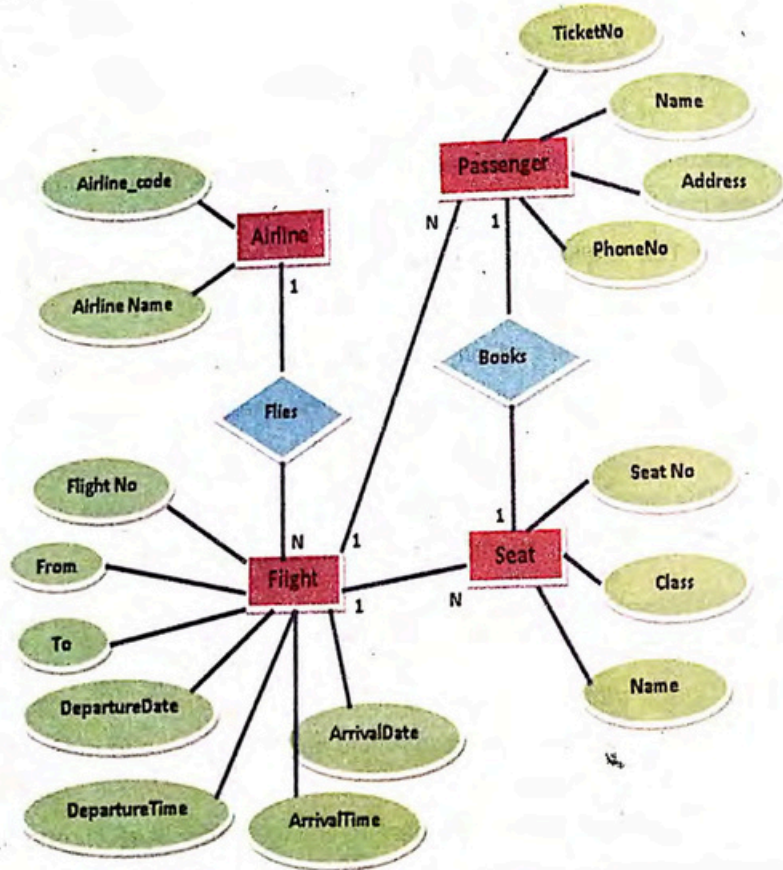 TicketNo
Name
Passenger
Address
PhoneNo
N
1
Airline_code
Airline
Airline Name
1
Books
Flies
Flight No
Seat No
1
Seat
N
1
Flight
1
N
From
Class
To
Name
DepartureDate
ArrivalDate
DepartureTime
ArrivalTime